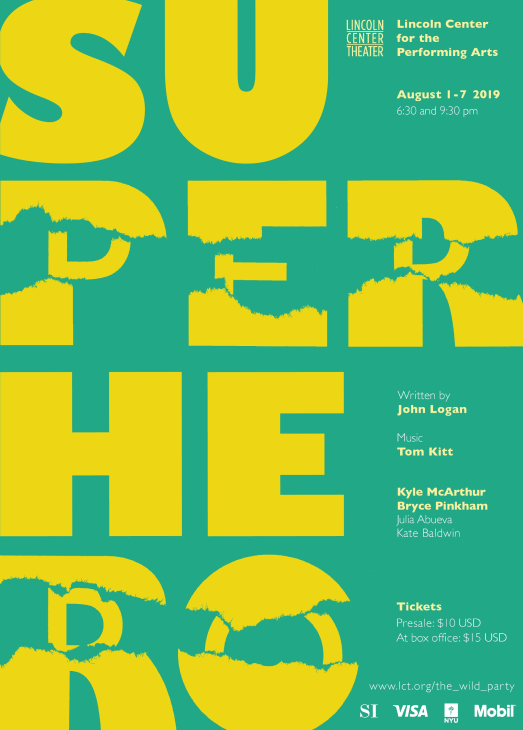 SU
PER
HE
RO
LINCOLN
CENTER
THEATER
Lincoln Center
for the
Performing Arts
August 1-7 2019
6:30 and 9:30 pm
Written by
John Logan
Music
Tom Kitt
Kyle McArthur
Bryce Pinkham
Julia Abueva
Kate Baldwin
Tickets
Presale: $10 USD
At box office: $15 USD
www.lct.org/the_wild_party
SI VISA NYU Mobil